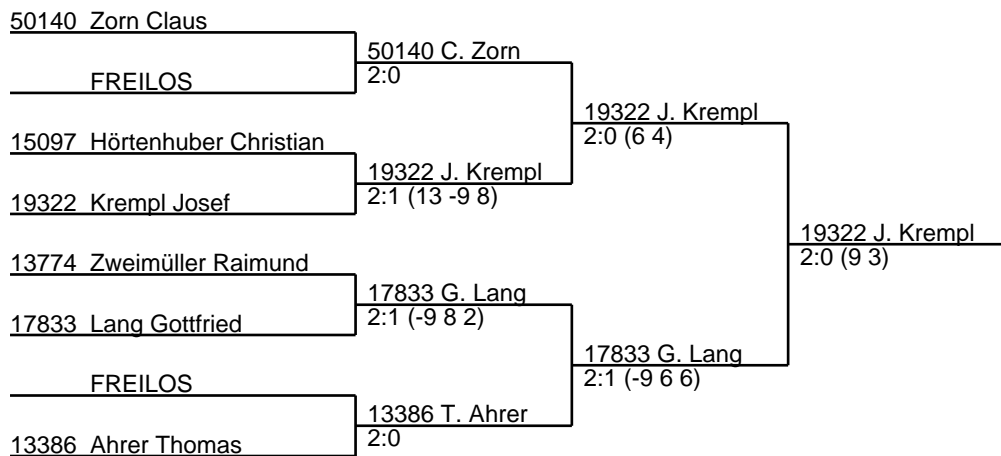 50140 Zorn Claus
50140 C. Zorn
2:0
FREILOS
19322 J. Krempl
2:0 (6 4)
15097 Hörtenhuber Christian
19322 J. Krempl
2:1 (13 -9 8)
19322 Krempl Josef
19322 J. Krempl
2:0 (9 3)
13774 Zweimüller Raimund
17833 G. Lang
2:1 (-9 8 2)
17833 Lang Gottfried
17833 G. Lang
2:1 (-9 6 6)
FREILOS
13386 T. Ahrer
2:0
13386 Ahrer Thomas